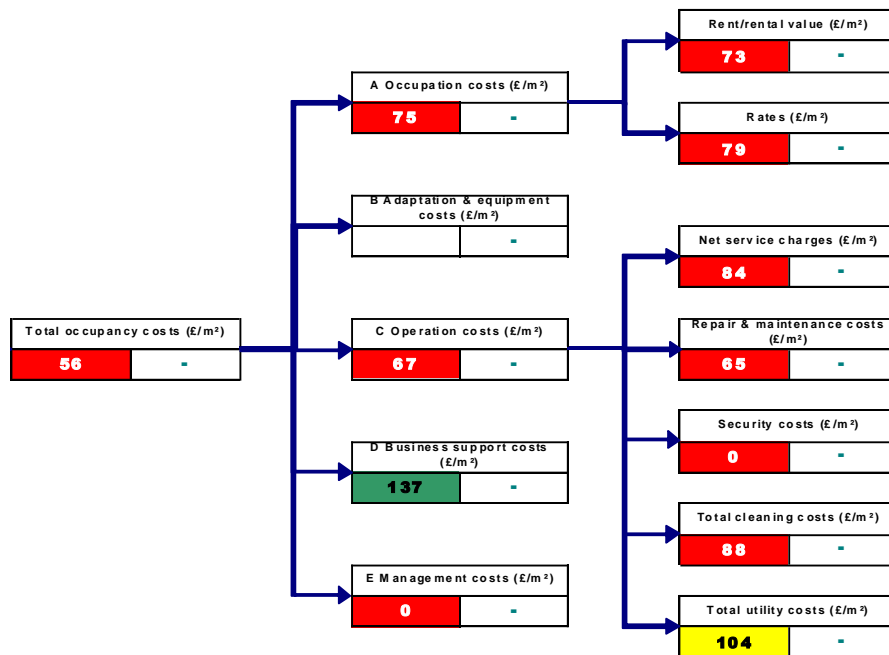 Rent/rental value (£/m²)
73 -
A Occupation costs (£/m²)
75 -
Rates (£/m²)
79 -
B Adaptation & equipment
costs (£/m²)
-
Net service charges (£/m²)
84 -
Total occupancy costs (£/m²)
56 -
C Operation costs (£/m²)
67 -
Repair & maintenance costs
(£/m²)
65 -
Security costs (£/m²)
0 -
D Business support costs
(£/m²)
137 -
Total cleaning costs (£/m²)
88 -
E Management costs (£/m²)
0 -
Total utility costs (£/m²)
104 -